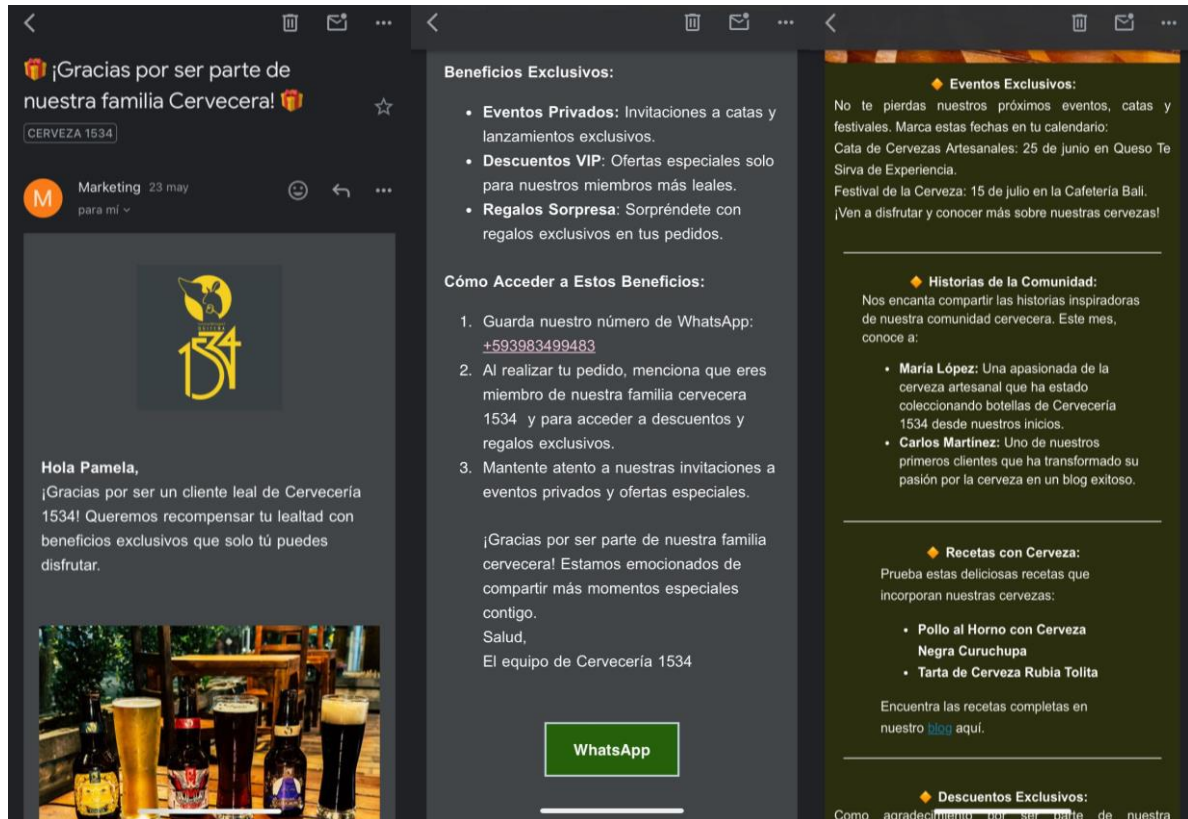 🎁 ¡Gracias por ser parte de
nuestra familia Cervecera! 🎁
CERVEZA 1534
M
Marketing 23 may
para mí
1534
Hola Pamela,
¡Gracias por ser un cliente leal de Cervecería
1534! Queremos recompensar tu lealtad con
beneficios exclusivos que solo tú puedes
disfrutar.
Beneficios Exclusivos:
• Eventos Privados: Invitaciones a catas y
lanzamientos exclusivos.
• Descuentos VIP: Ofertas especiales solo
para nuestros miembros más leales.
• Regalos Sorpresa: Sorpréndete con
regalos exclusivos en tus pedidos.
Cómo Acceder a Estos Beneficios:
1. Guarda nuestro número de WhatsApp:
+593983499483
2. Al realizar tu pedido, menciona que eres
miembro de nuestra familia cervecera
1534 y para acceder a descuentos y
regalos exclusivos.
3. Mantente atento a nuestras invitaciones a
eventos privados y ofertas especiales.
¡Gracias por ser parte de nuestra familia
cervecera! Estamos emocionados de
compartir más momentos especiales
contigo.
Salud,
El equipo de Cervecería 1534
WhatsApp
🔶 Eventos Exclusivos:
No te pierdas nuestros próximos eventos, catas y
festivales. Marca estas fechas en tu calendario:
Cata de Cervezas Artesanales: 25 de junio en Queso Te
Sirva de Experiencia.
Festival de la Cerveza: 15 de julio en la Cafetería Bali.
¡Ven a disfrutar y conocer más sobre nuestras cervezas!
🔶 Historias de la Comunidad:
Nos encanta compartir las historias inspiradoras
de nuestra comunidad cervecera. Este mes,
conoce a:
• María López: Una apasionada de la
cerveza artesanal que ha estado
coleccionando botellas de Cervecería
1534 desde nuestros inicios.
• Carlos Martínez: Uno de nuestros
primeros clientes que ha transformado su
pasión por la cerveza en un blog exitoso.
🔶 Recetas con Cerveza:
Prueba estas deliciosas recetas que
incorporan nuestras cervezas:
• Pollo al Horno con Cerveza
Negra Curuchupa
• Tarta de Cerveza Rubia Tolita
Encuentra las recetas completas en
nuestro blog aquí.
🔶 Descuentos Exclusivos:
Como agradecimiento por ser parte de nuestra